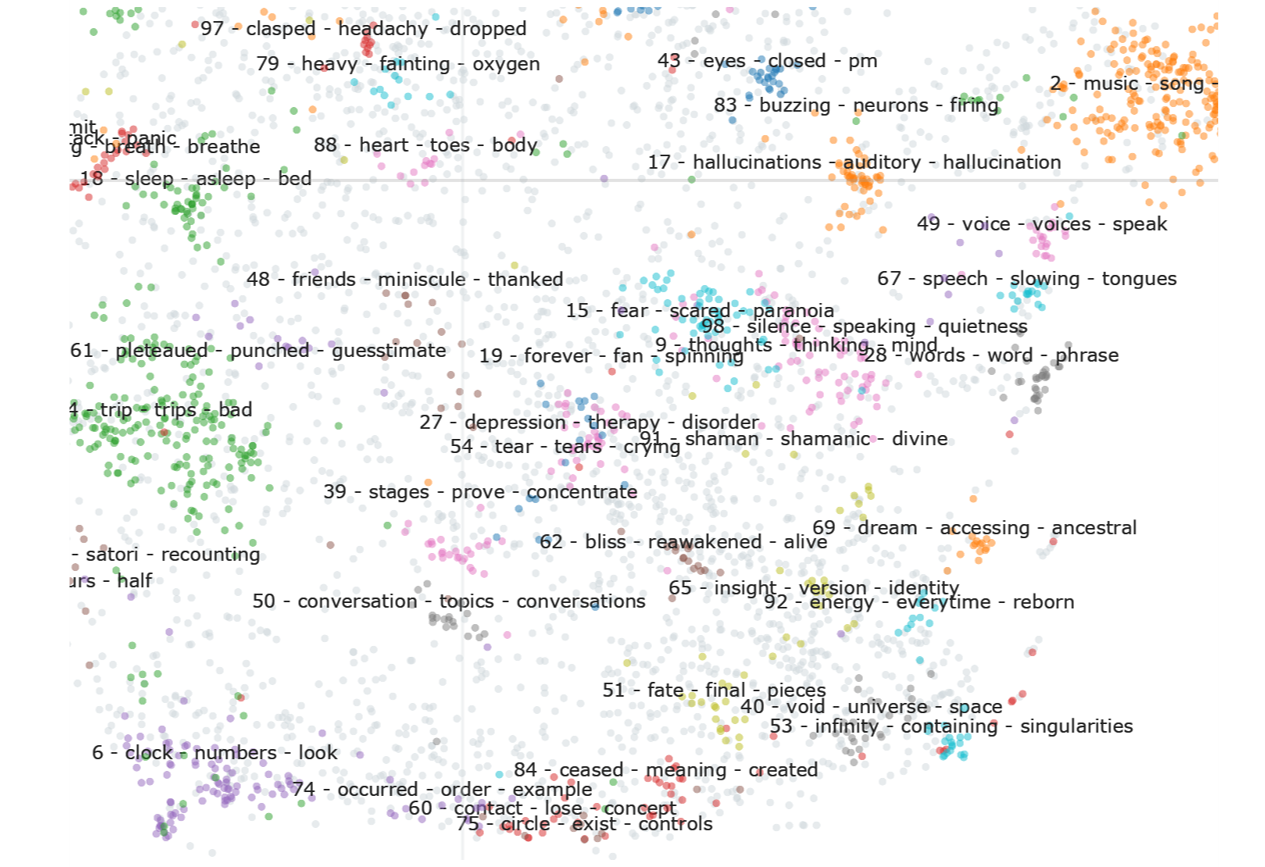 97 - clasped - headachy - dropped
43 - eyes - closed - pm
79 - heavy - fainting - oxygen
2 - music - song -
83 - buzzing - neurons - firing
mit
ack - panic
88 - heart - toes - body
g - breath - breathe
17 - hallucinations - auditory - hallucination
18 - sleep - asleep - bed
49 - voice - voices - speak
48 - friends - miniscule - thanked
67 - speech - slowing - tongues
15 - fear - scared - paranoia
98 - silence - speaking - quietness
9 - thoughts - thinking - mind
61 - pleteaued - punched - guesstimate
19 - forever - fan - spinning
28 - words - word - phrase
4 - trip - trips - bad
27 - depression - therapy - disorder
91 - shaman - shamanic - divine
54 - tear - tears - crying
39 - stages - prove - concentrate
69 - dream - accessing - ancestral
62 - bliss - reawakened - alive
- satori - recounting
urs - half
65 - insight - version - identity
50 - conversation - topics - conversations
92 - energy - everytime - reborn
51 - fate - final - pieces
40 - void - universe - space
53 - infinity - containing - singularities
6 - clock - numbers - look
84 - ceased - meaning - created
74 - occurred - order - example
60 - contact - lose - concept
75 - circle - exist - controls